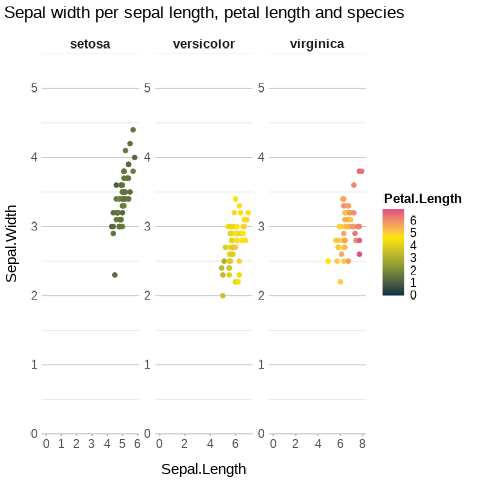 Sepal width per sepal length, petal length and species
setosa versicolor virginica
5 5 5
4 4 4
3 3 3
2 2 2
1 1 1
0 0 0
0 1 2 3 4 5 6 0 2 4 6 0 2 4 6 8
Sepal.Length
Sepal.Width
Petal.Length
6
5
4
3
2
1
0